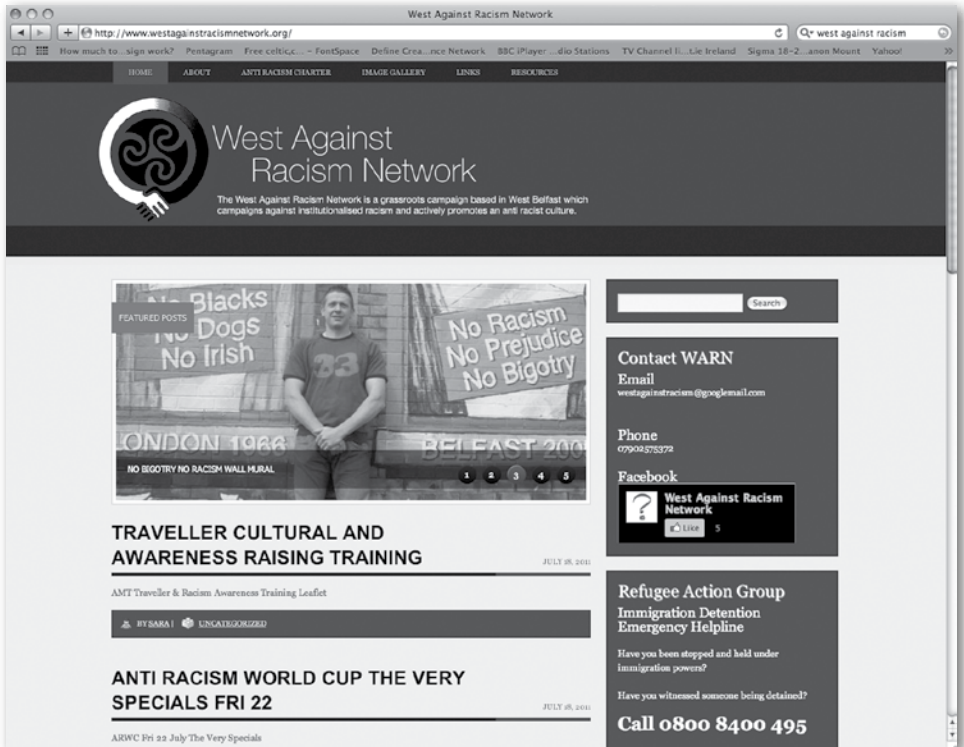 West Against Racism Network
http://www.westagainstracismnetwork.org/
west against racism
How much to...sign work? Pentagram Free celtic,c... – FontSpace Define Crea...nce Network BBC iPlayer ...dio Stations TV Channel li...t.ie Ireland Sigma 18-2...anon Mount Yahoo!
HOME ABOUT ANTI RACISM CHARTER IMAGE GALLERY LINKS RESOURCES
West Against
Racism Network
The West Against Racism Network is a grassroots campaign based in West Belfast which
campaigns against institutionalised racism and actively promotes an anti racist culture.
FEATURED POSTS
No Blacks
No Dogs
No Irish
No Racism
No Prejudice
No Bigotry
33
LONDON 1966
BELFAST 200
NO BIGOTRY NO RACISM WALL MURAL
1 2 3 4 5
TRAVELLER CULTURAL AND
AWARENESS RAISING TRAINING
JULY 18, 2011
AMT Traveller & Racism Awareness Training Leaflet
BY SARA | UNCATEGORIZED
ANTI RACISM WORLD CUP THE VERY
SPECIALS FRI 22
JULY 18, 2011
ARWC Fri 22 July The Very Specials
Search
Contact WARN
Email
westagainstracism@googlemail.com
Phone
07902575372
Facebook
West Against Racism
Network
Like 5
Refugee Action Group
Immigration Detention
Emergency Helpline
Have you been stopped and held under
immigration powers?
Have you witnessed someone being detained?
Call 0800 8400 495